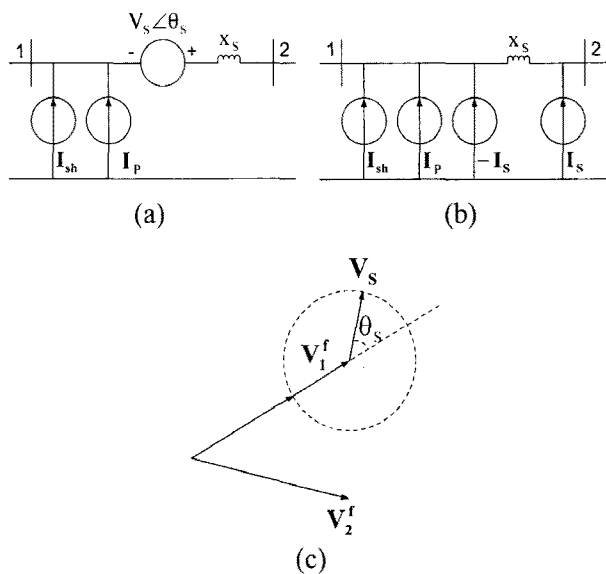 V_S∠θ_S
1 - + x_S 2
I_sh I_P
(a)
1 x_S 2
I_sh I_P -I_S I_S
(b)
V_S
θ_S
V_1^f
V_2^f
(c)